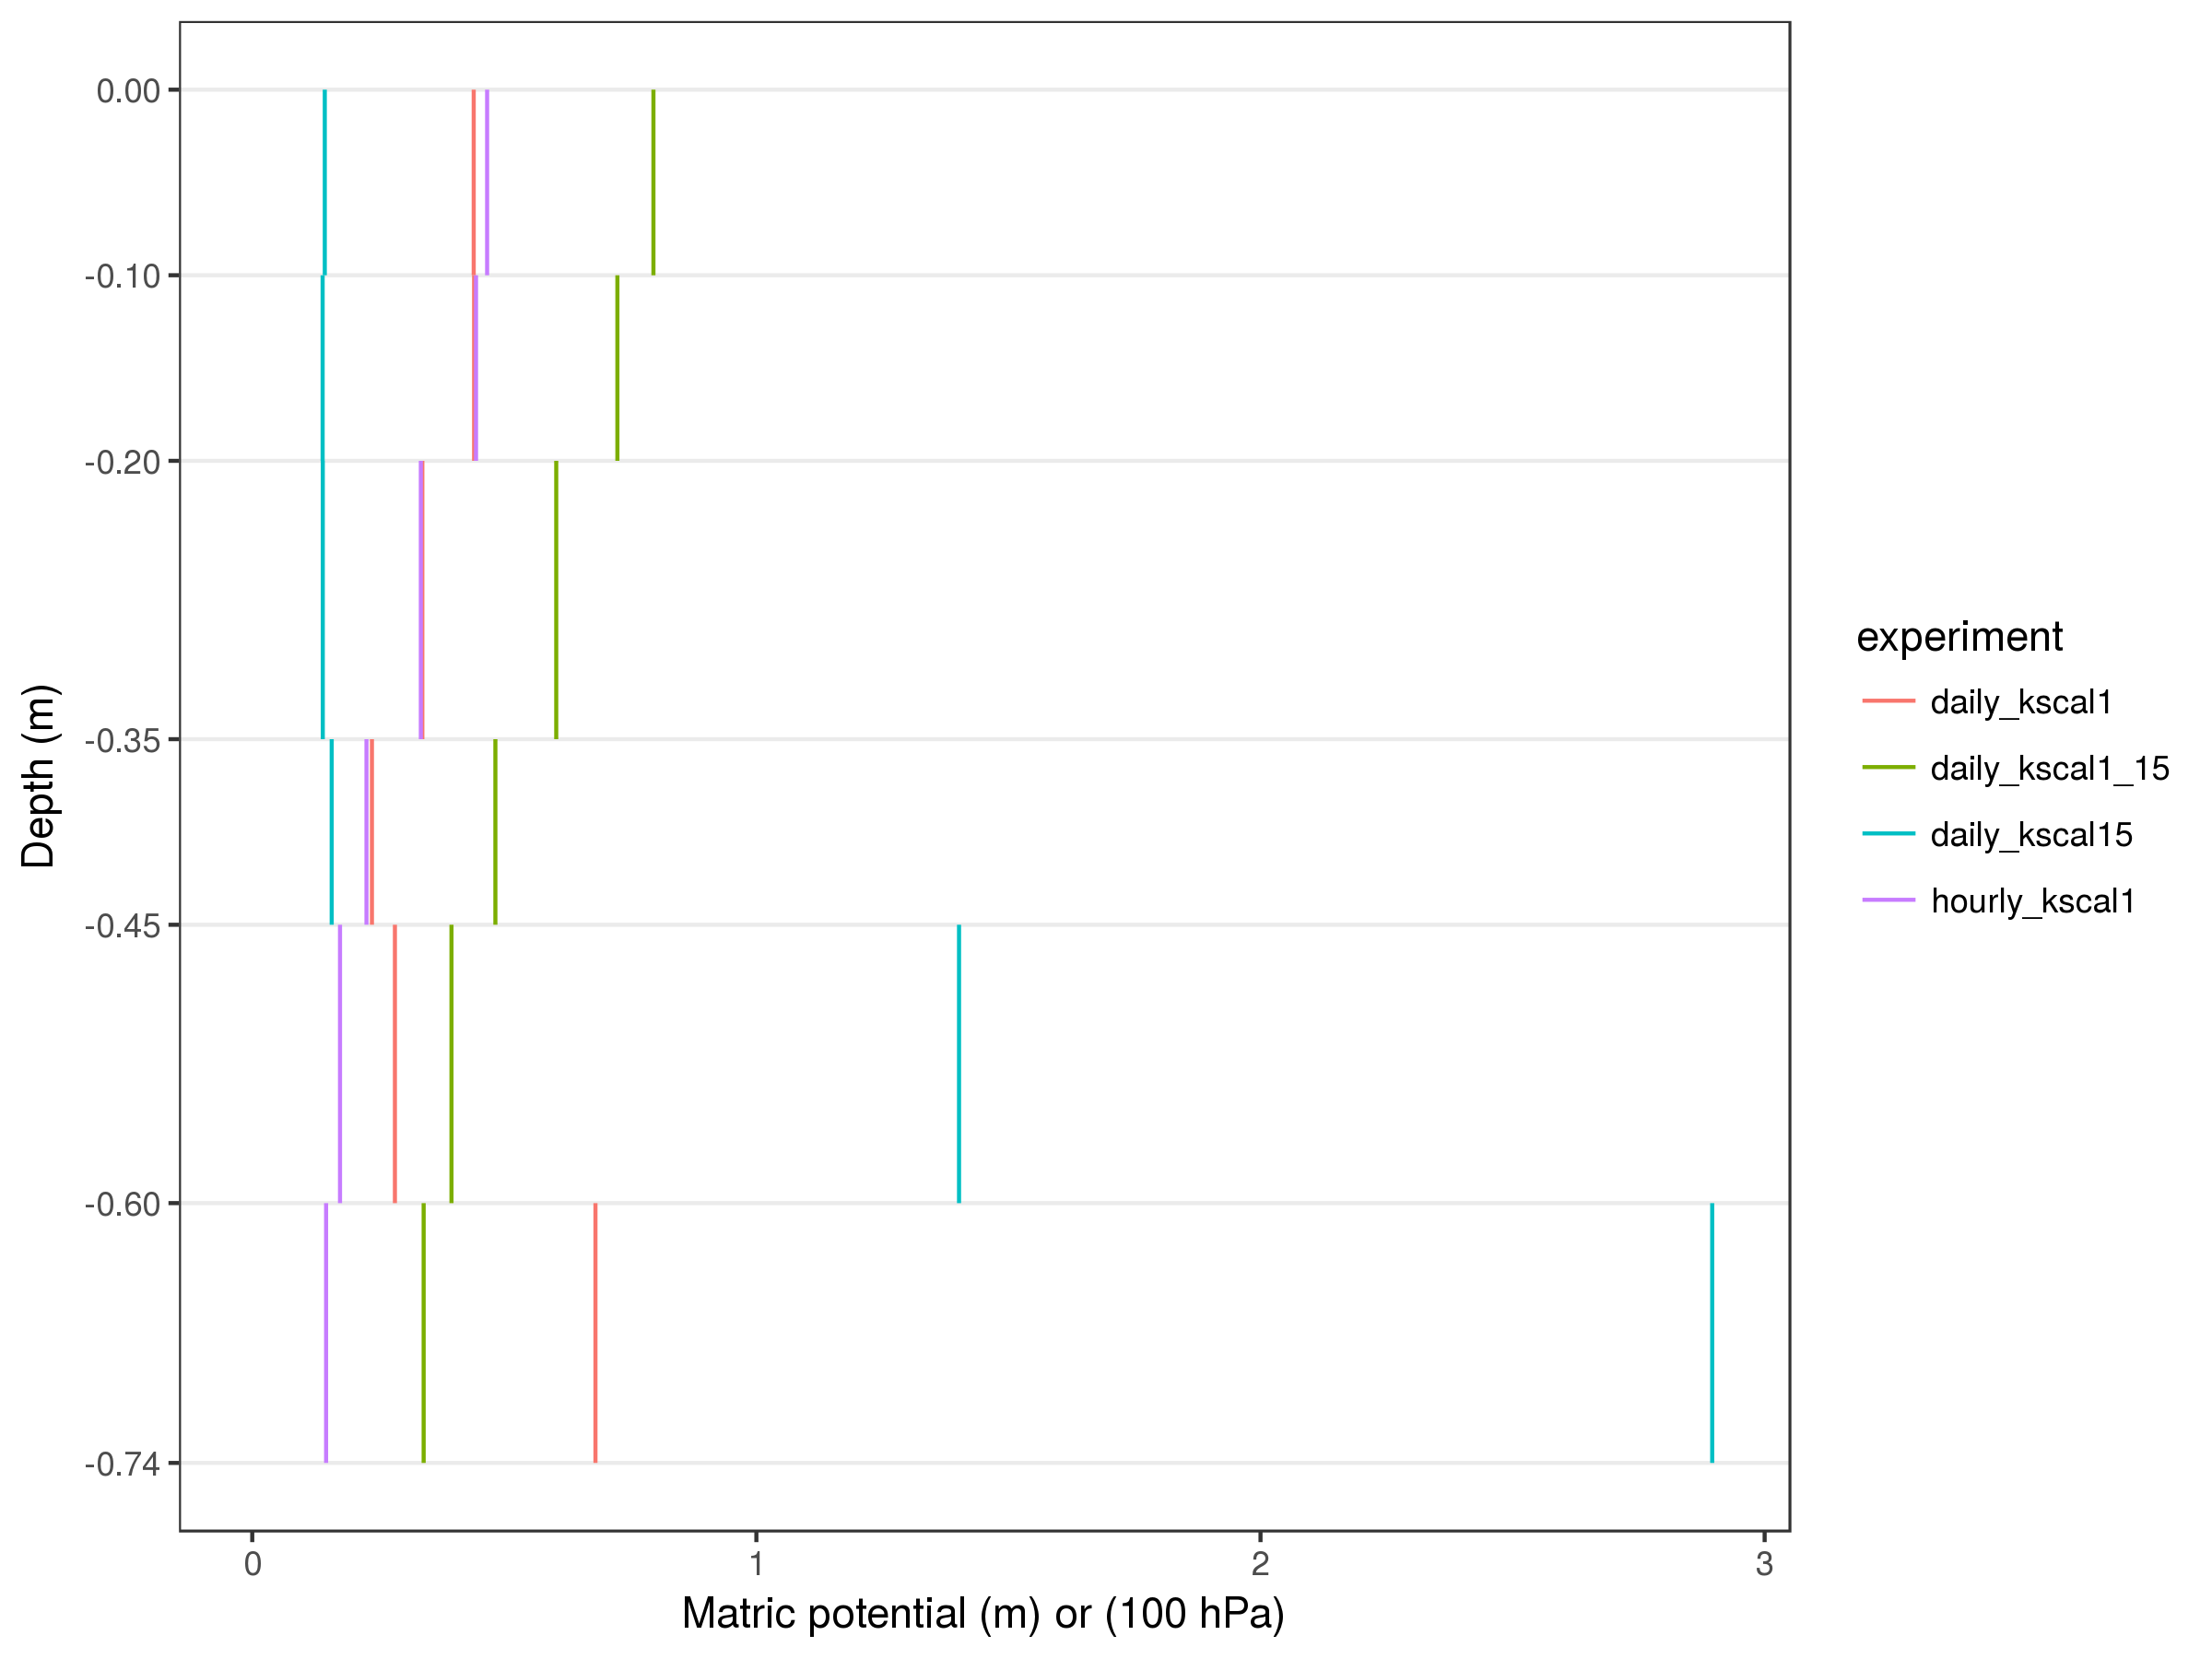 0.00
-0.10
-0.20
-0.35
-0.45
-0.60
-0.74
Depth (m)
0 1 2 3
Matric potential (m) or (100 hPa)
experiment
daily_kscal1
daily_kscal1_15
daily_kscal15
hourly_kscal1